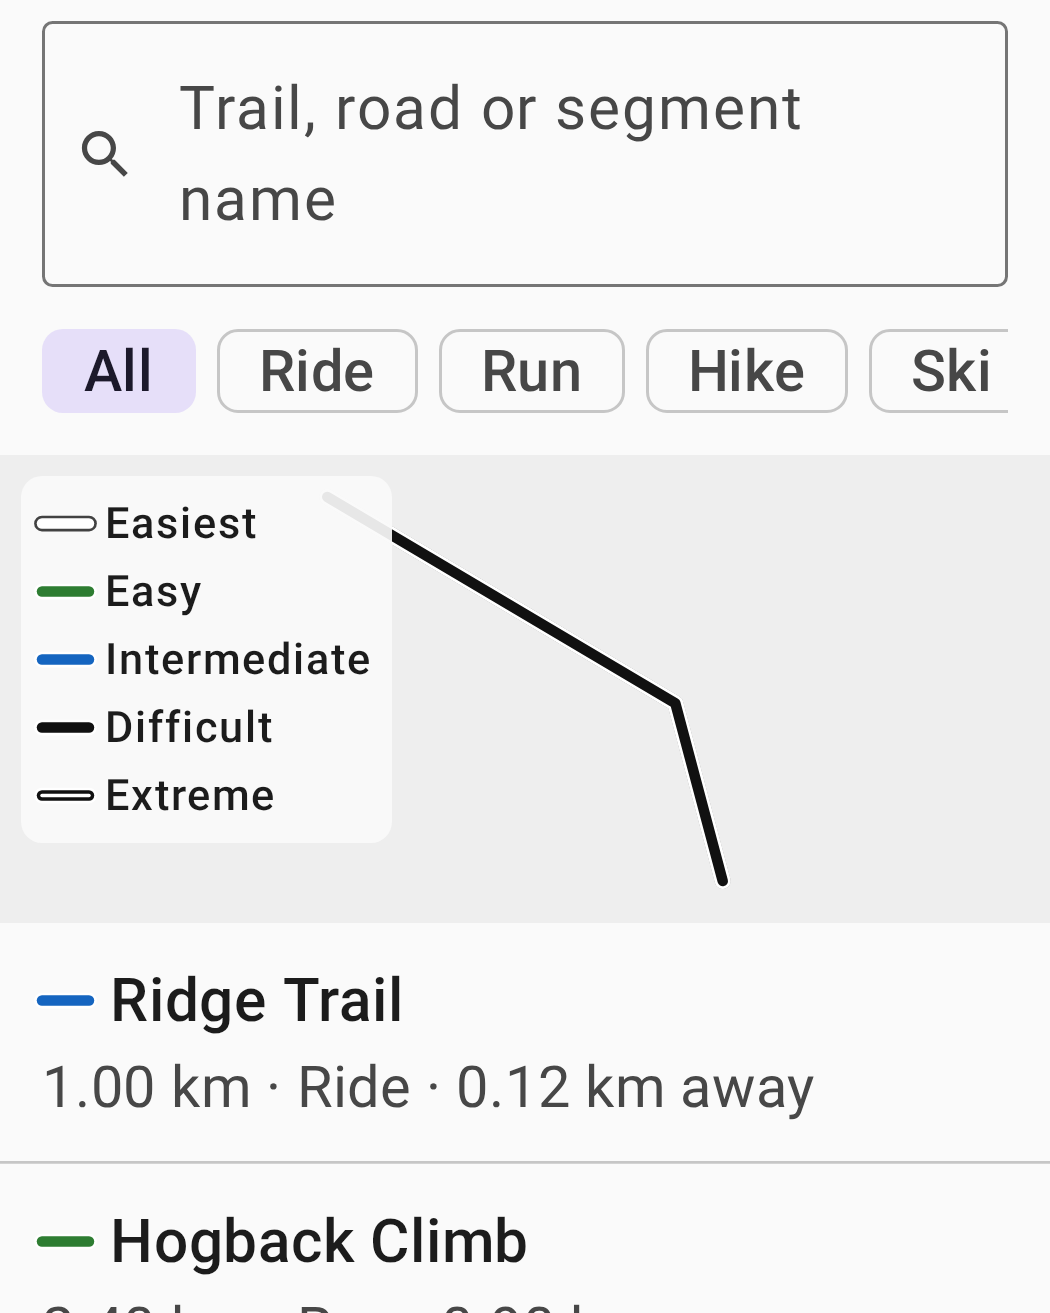 Trail, road or segment
name
All Ride Run Hike Ski
Easiest
Easy
Intermediate
Difficult
Extreme
Ridge Trail
1.00 km · Ride · 0.12 km away
Hogback Climb